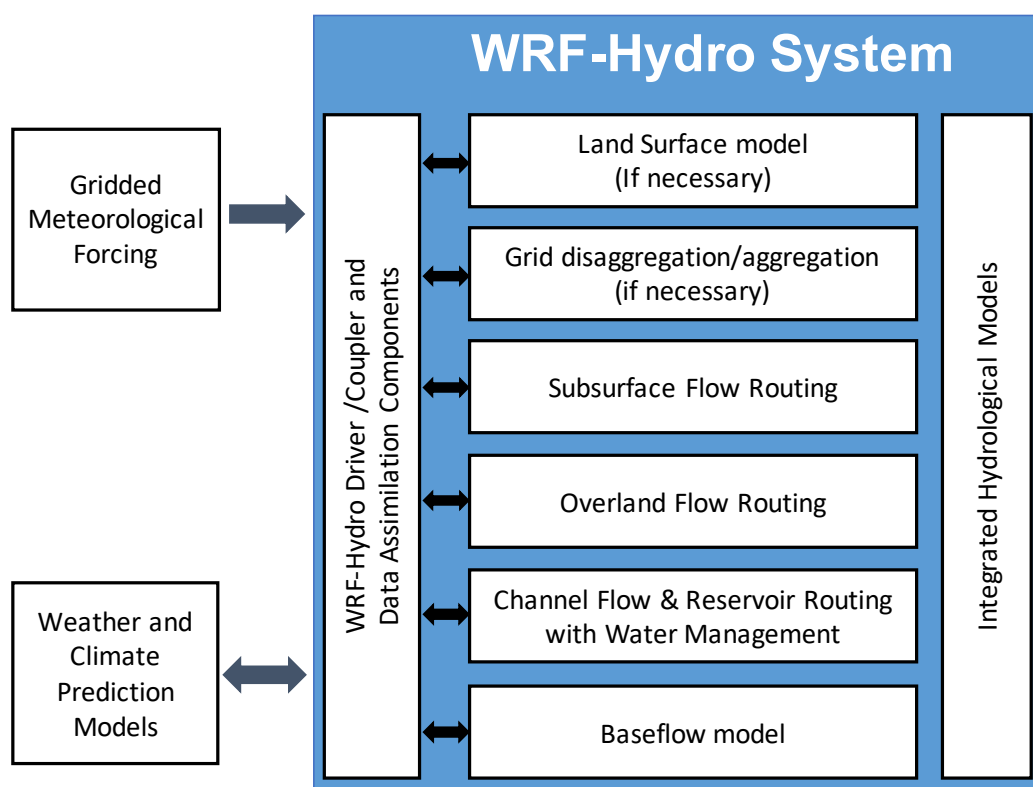 WRF-Hydro System
Gridded
Meteorological
Forcing
Weather and
Climate
Prediction
Models
WRF-Hydro Driver /Coupler and
Data Assimilation Components
Land Surface model
(If necessary)
Grid disaggregation/aggregation
(if necessary)
Subsurface Flow Routing
Overland Flow Routing
Channel Flow & Reservoir Routing
with Water Management
Baseflow model
Integrated Hydrological Models